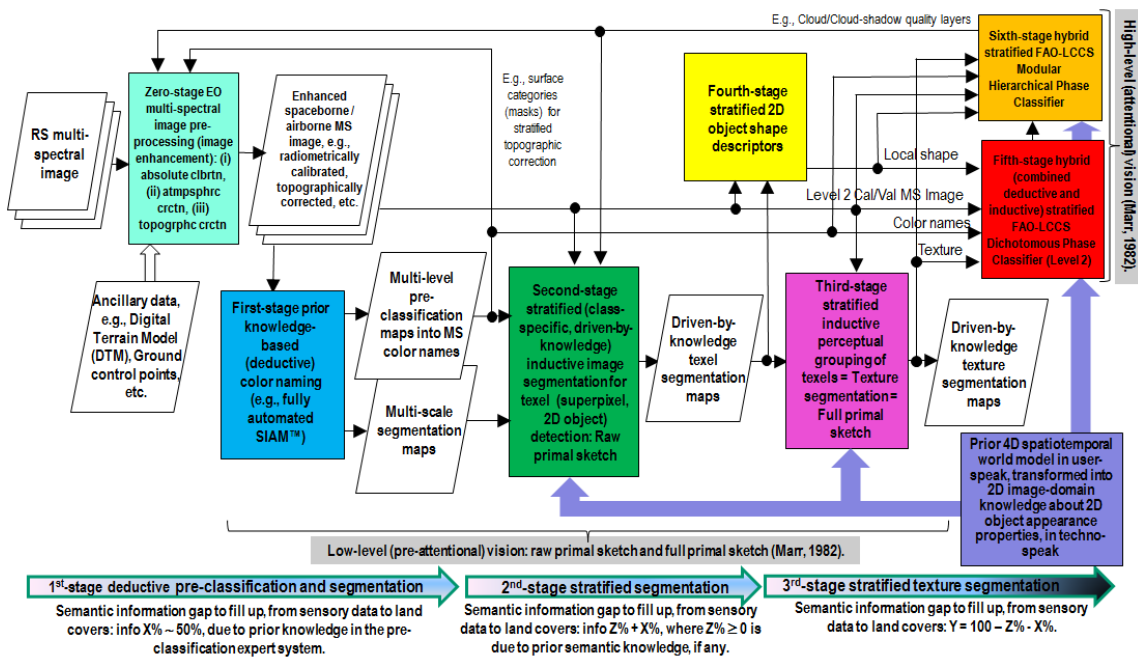 E.g., Cloud/Cloud-shadow quality layers
RS multi-
spectral
image
Zero-stage EO
multi-spectral
image pre-
processing (image
enhancement): (i)
absolute clbrtn,
(ii) atmpsphrc
crctn, (iii)
topogrphc crctn
Enhanced
spaceborne /
airborne MS
image, e.g.,
radiometrically
calibrated,
topographically
corrected, etc.
E.g., surface
categories
(masks) for
stratified
topographic
correction
Fourth-stage
stratified 2D
object shape
descriptors
Sixth-stage hybrid
stratified FAO-LCCS
Modular
Hierarchical Phase
Classifier
High-level (attentional) vision (Marr, 1982).
Local shape
Level 2 Cal/Val MS Image
Color names
Texture
Fifth-stage hybrid
(combined
deductive and
inductive) stratified
FAO-LCCS
Dichotomous Phase
Classifier (Level 2)
Ancillary data,
e.g., Digital
Terrain Model
(DTM), Ground
control points,
etc.
First-stage prior
knowledge-
based
(deductive)
color naming
(e.g., fully
automated
SIAM™)
Multi-level
pre-
classification
maps into MS
color names
Multi-scale
segmentation
maps
Second-stage
stratified (class-
specific, driven-by-
knowledge)
inductive image
segmentation for
texel (superpixel,
2D object)
detection: Raw
primal sketch
Driven-by-
knowledge
texel
segmentation
maps
Third-stage
stratified
inductive
perceptual
grouping of
texels = Texture
segmentation =
Full primal
sketch
Driven-by-
knowledge
texture
segmentation
maps
Prior 4D spatiotemporal
world model in user-
speak, transformed into
2D image-domain
knowledge about 2D
object appearance
properties, in techno-
speak
Low-level (pre-attentional) vision: raw primal sketch and full primal sketch (Marr, 1982).
1st-stage deductive pre-classification and segmentation
Semantic information gap to fill up, from sensory data to land
covers: info X% ~ 50%, due to prior knowledge in the pre-
classification expert system.
2nd-stage stratified segmentation
Semantic information gap to fill up, from sensory
data to land covers: info Z% + X%, where Z% ≥ 0 is
due to prior semantic knowledge, if any.
3rd-stage stratified texture segmentation
Semantic information gap to fill up, from sensory
data to land covers: Y = 100 – Z% - X%.